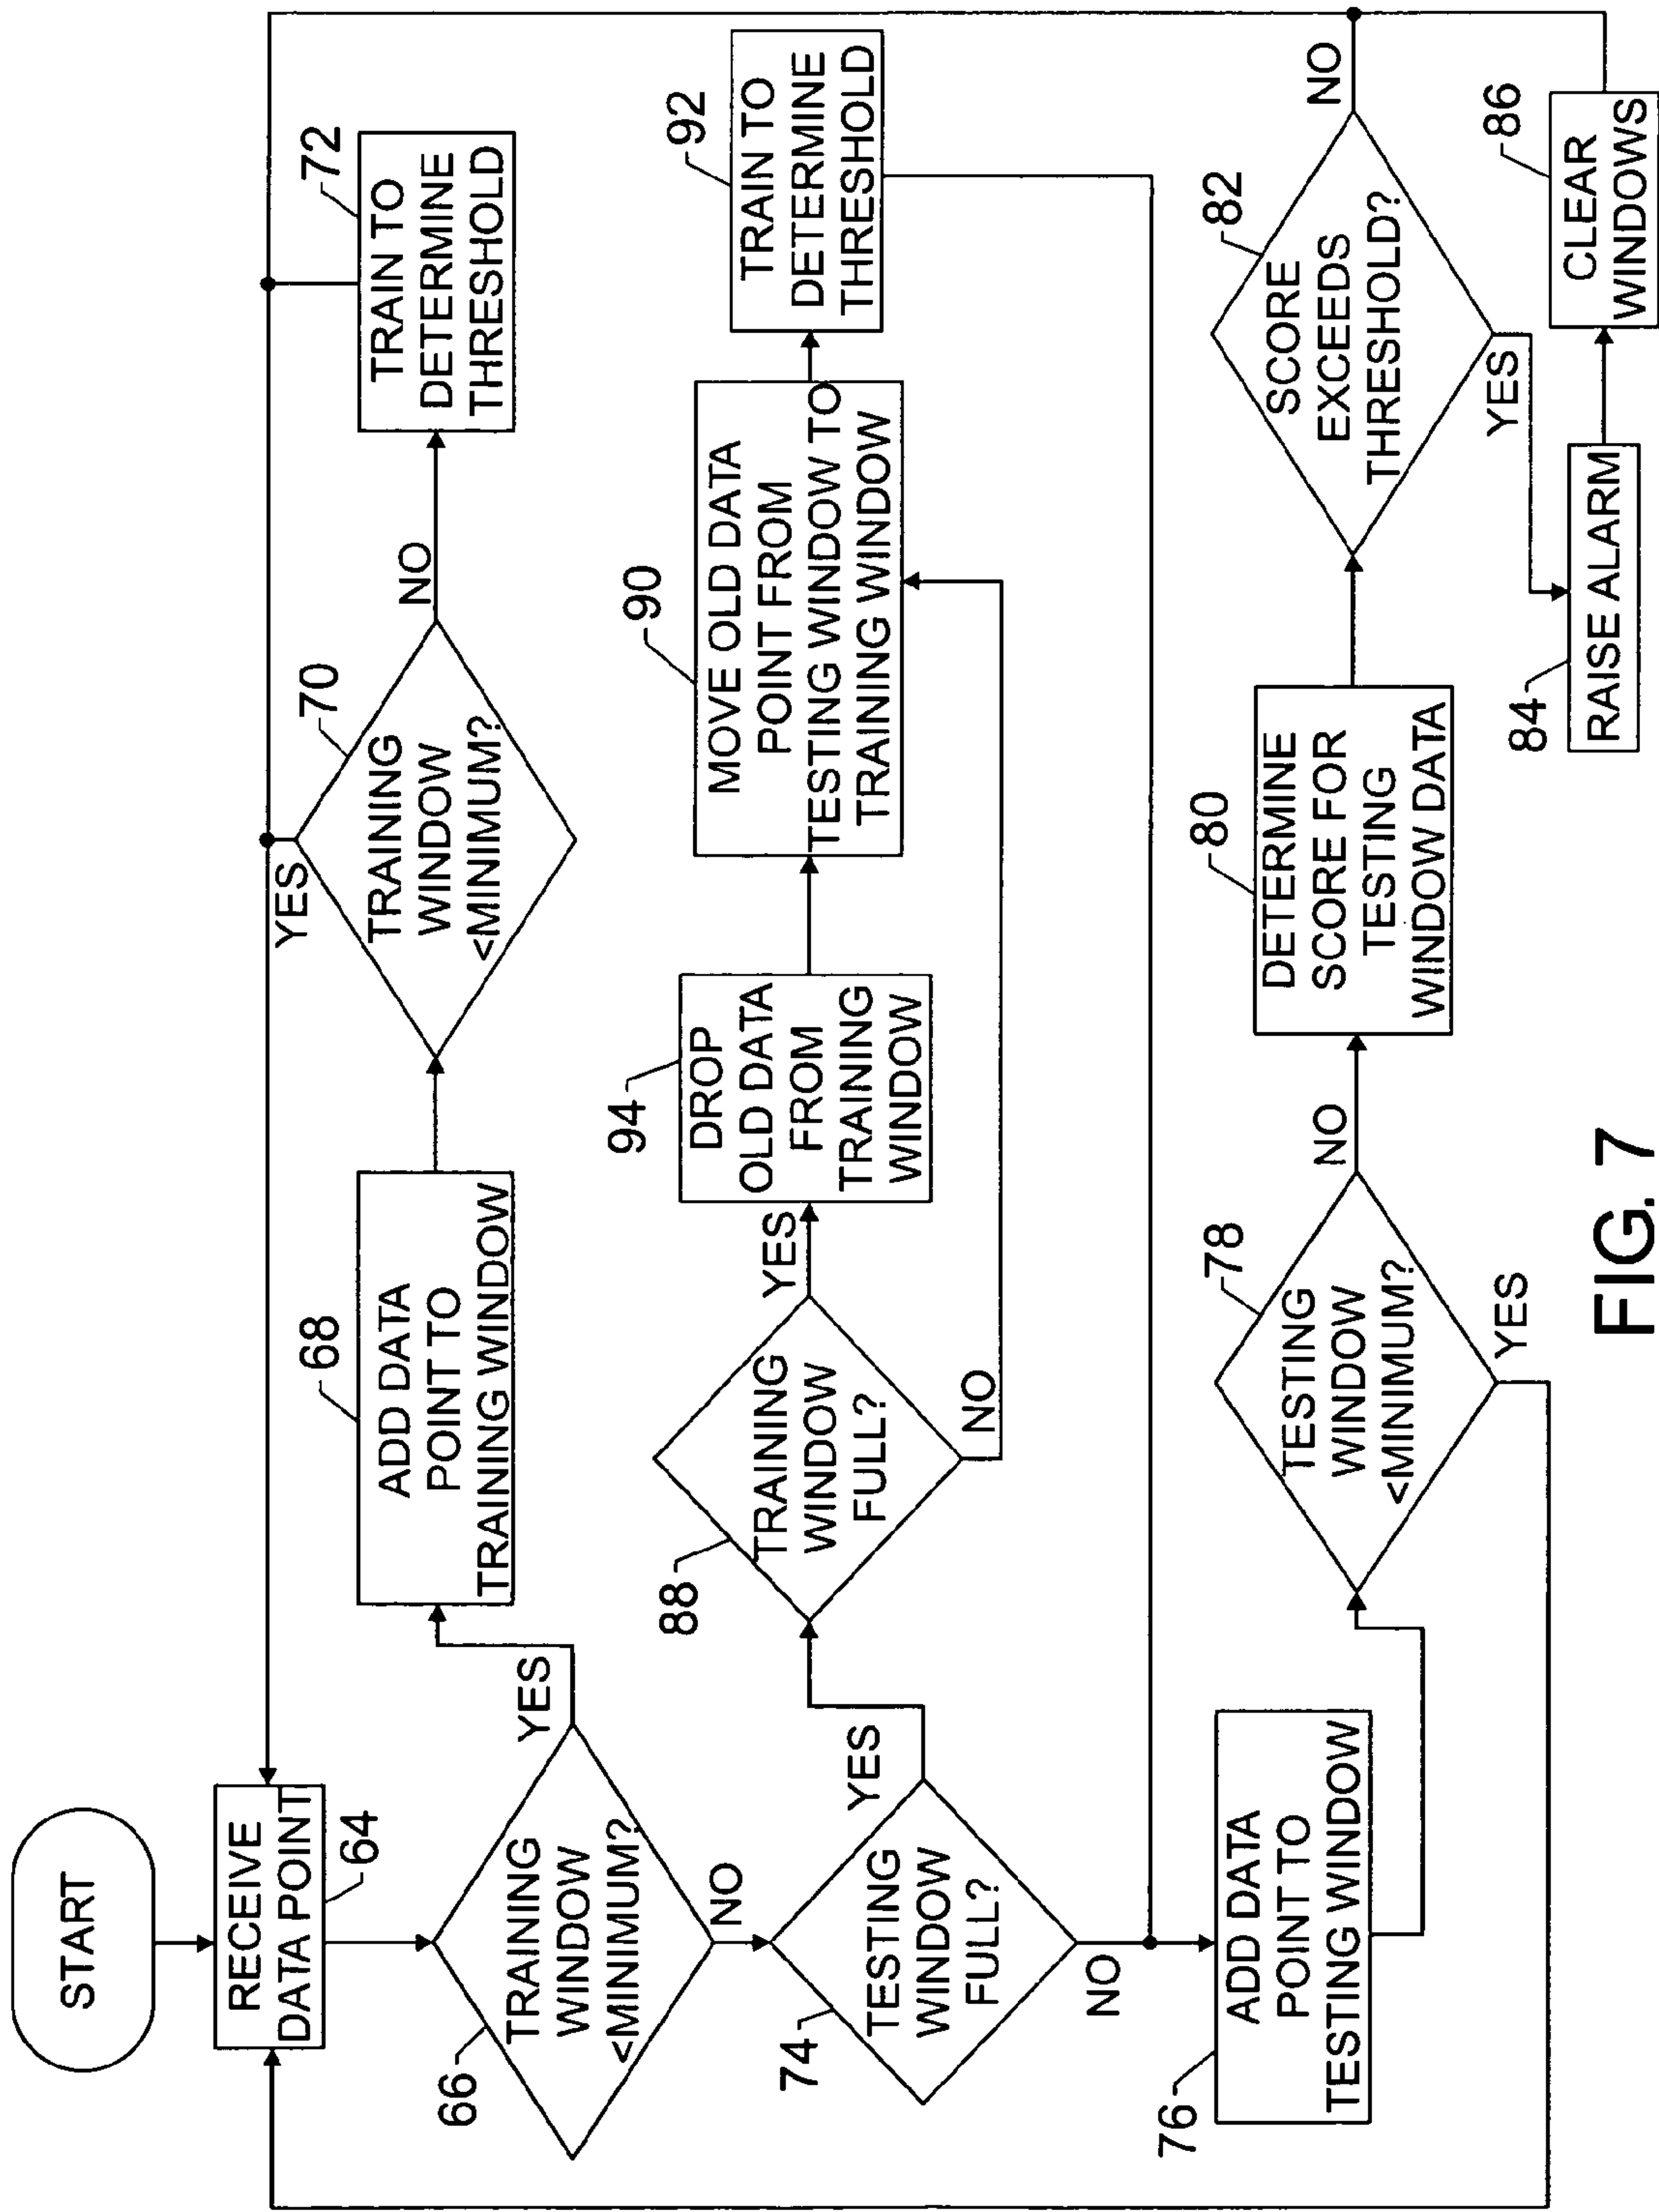 START
RECEIVE
DATA POINT
64
66
TRAINING
WINDOW
<MINIMUM?
YES
NO
68
ADD DATA
POINT TO
TRAINING WINDOW
70
TRAINING
WINDOW
<MINIMUM?
YES
NO
72
TRAIN TO
DETERMINE
THRESHOLD
74
TESTING
WINDOW
FULL?
YES
NO
88
TRAINING
WINDOW
FULL?
YES
NO
94
DROP
OLD DATA
FROM
TRAINING
WINDOW
90
MOVE OLD DATA
POINT FROM
TESTING WINDOW TO
TRAINING WINDOW
92
TRAIN TO
DETERMINE
THRESHOLD
76
ADD DATA
POINT TO
TESTING WINDOW
78
TESTING
WINDOW
<MINIMUM?
NO
YES
80
DETERMINE
SCORE FOR
TESTING
WINDOW DATA
82
SCORE
EXCEEDS
THRESHOLD?
NO
YES
84
RAISE ALARM
86
CLEAR
WINDOWS
FIG. 7